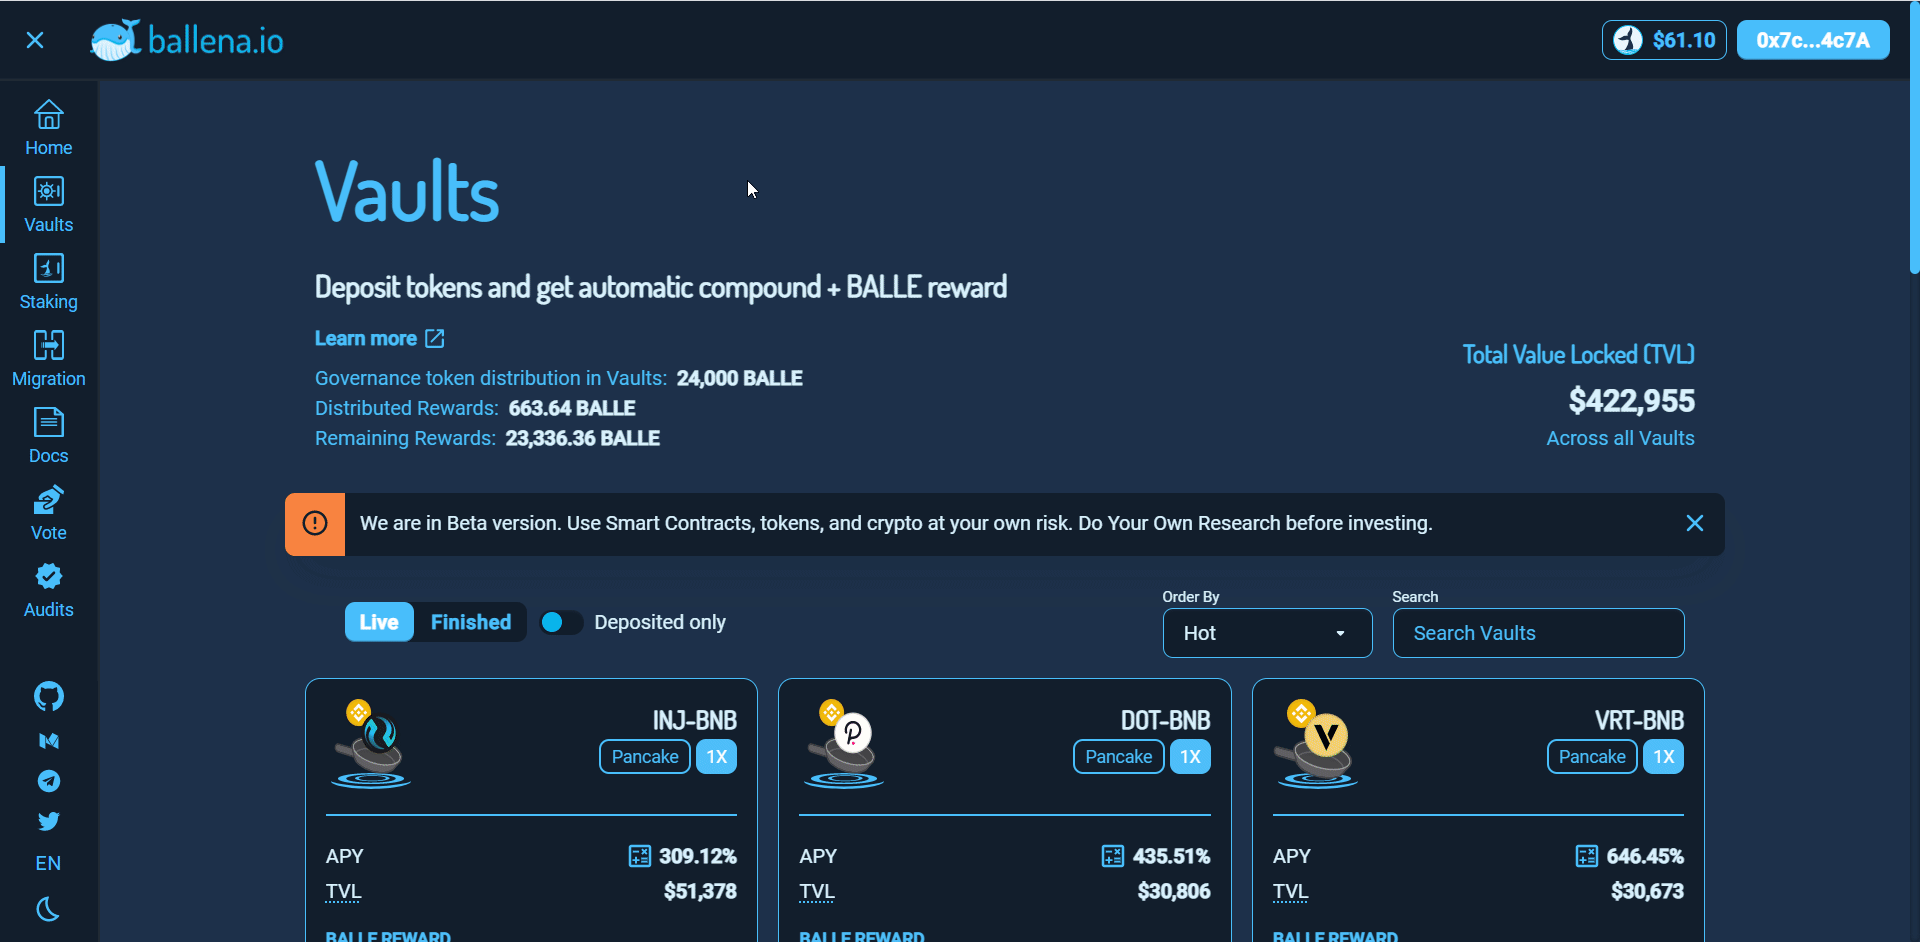 ballena.io
$61.10
0x7c...4c7A
Home
Vaults
Staking
Migration
Docs
Vote
Audits
EN
Vaults
Deposit tokens and get automatic compound + BALLE reward
Learn more
Governance token distribution in Vaults: 24,000 BALLE
Distributed Rewards: 663.64 BALLE
Remaining Rewards: 23,336.36 BALLE
Total Value Locked (TVL)
$422,955
Across all Vaults
We are in Beta version. Use Smart Contracts, tokens, and crypto at your own risk. Do Your Own Research before investing.
Live
Finished
Deposited only
Order By
Hot
Search
Search Vaults
INJ-BNB
Pancake 1X
APY 309.12%
TVL $51,378
BALLE REWARD
DOT-BNB
Pancake 1X
APY 435.51%
TVL $30,806
BALLE REWARD
VRT-BNB
Pancake 1X
APY 646.45%
TVL $30,673
BALLE REWARD